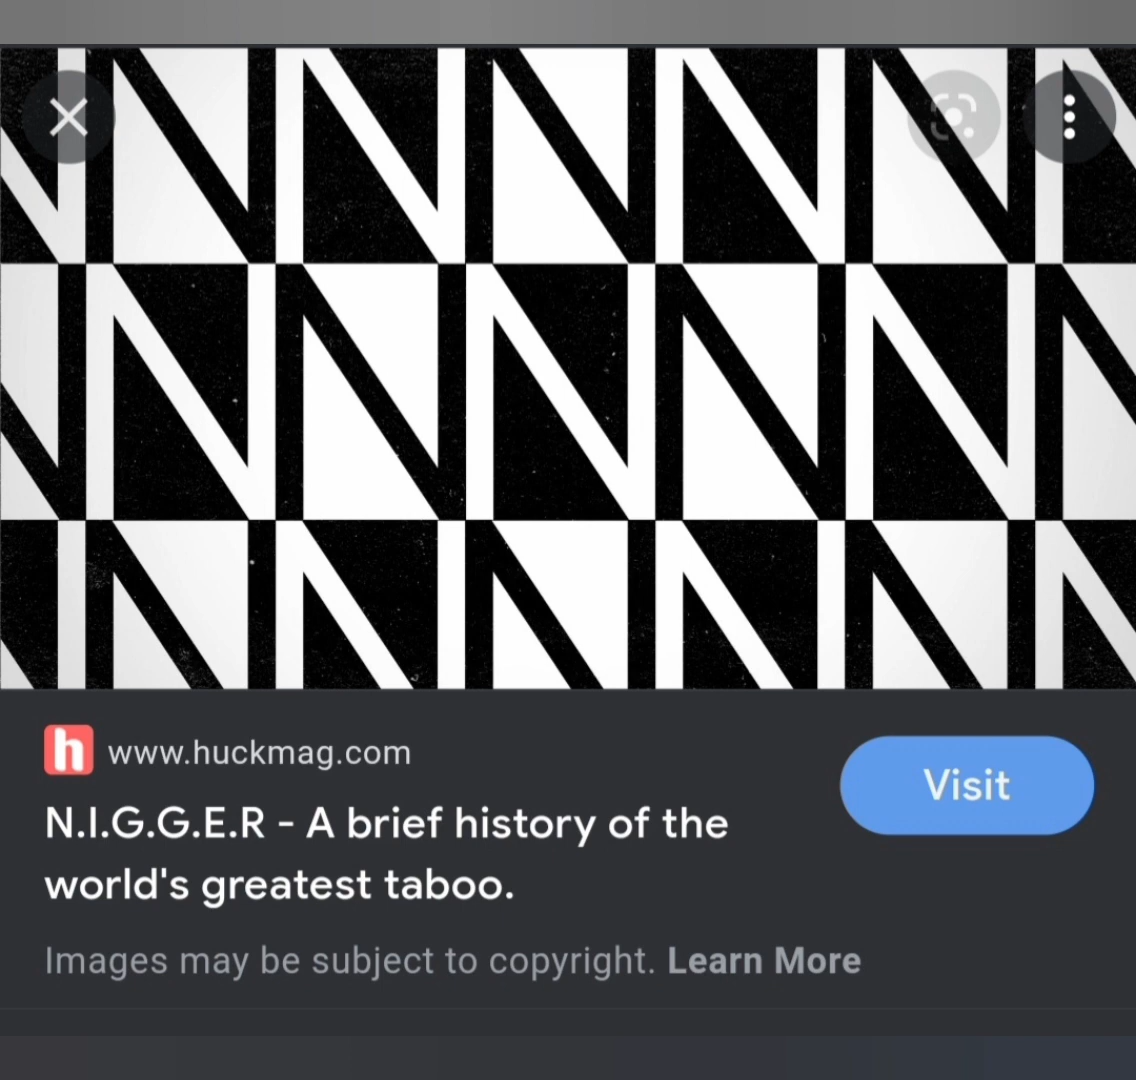 N N N N N N
N N N N N N
N N N N N N
h www.huckmag.com
Visit
N.I.G.G.E.R - A brief history of the
world's greatest taboo.
Images may be subject to copyright. Learn More